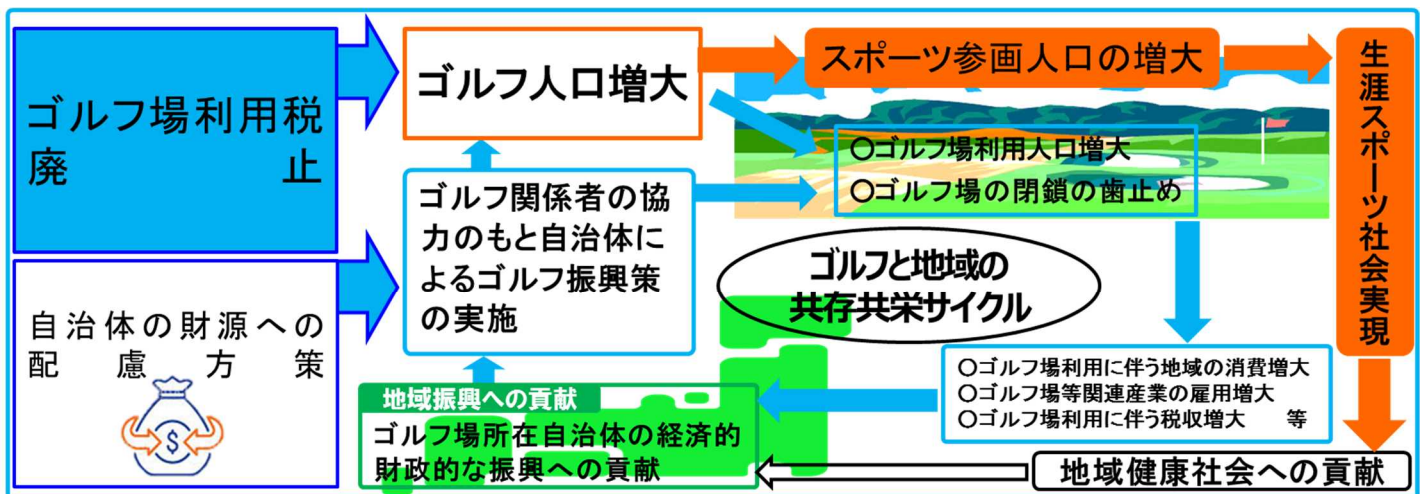 ゴルフ場利用税
廃止
自治体の財源への
配慮方策
$
ゴルフ人口増大
ゴルフ関係者の協
力のもと自治体に
よるゴルフ振興策
の実施
スポーツ参画人口の増大
〇ゴルフ場利用人口増大
〇ゴルフ場の閉鎖の歯止め
生涯スポーツ社会実現
ゴルフと地域の
共存共栄サイクル
〇ゴルフ場利用に伴う地域の消費増大
〇ゴルフ場等関連産業の雇用増大
〇ゴルフ場利用に伴う税収増大　等
地域振興への貢献
ゴルフ場所在自治体の経済的
財政的な振興への貢献
地域健康社会への貢献